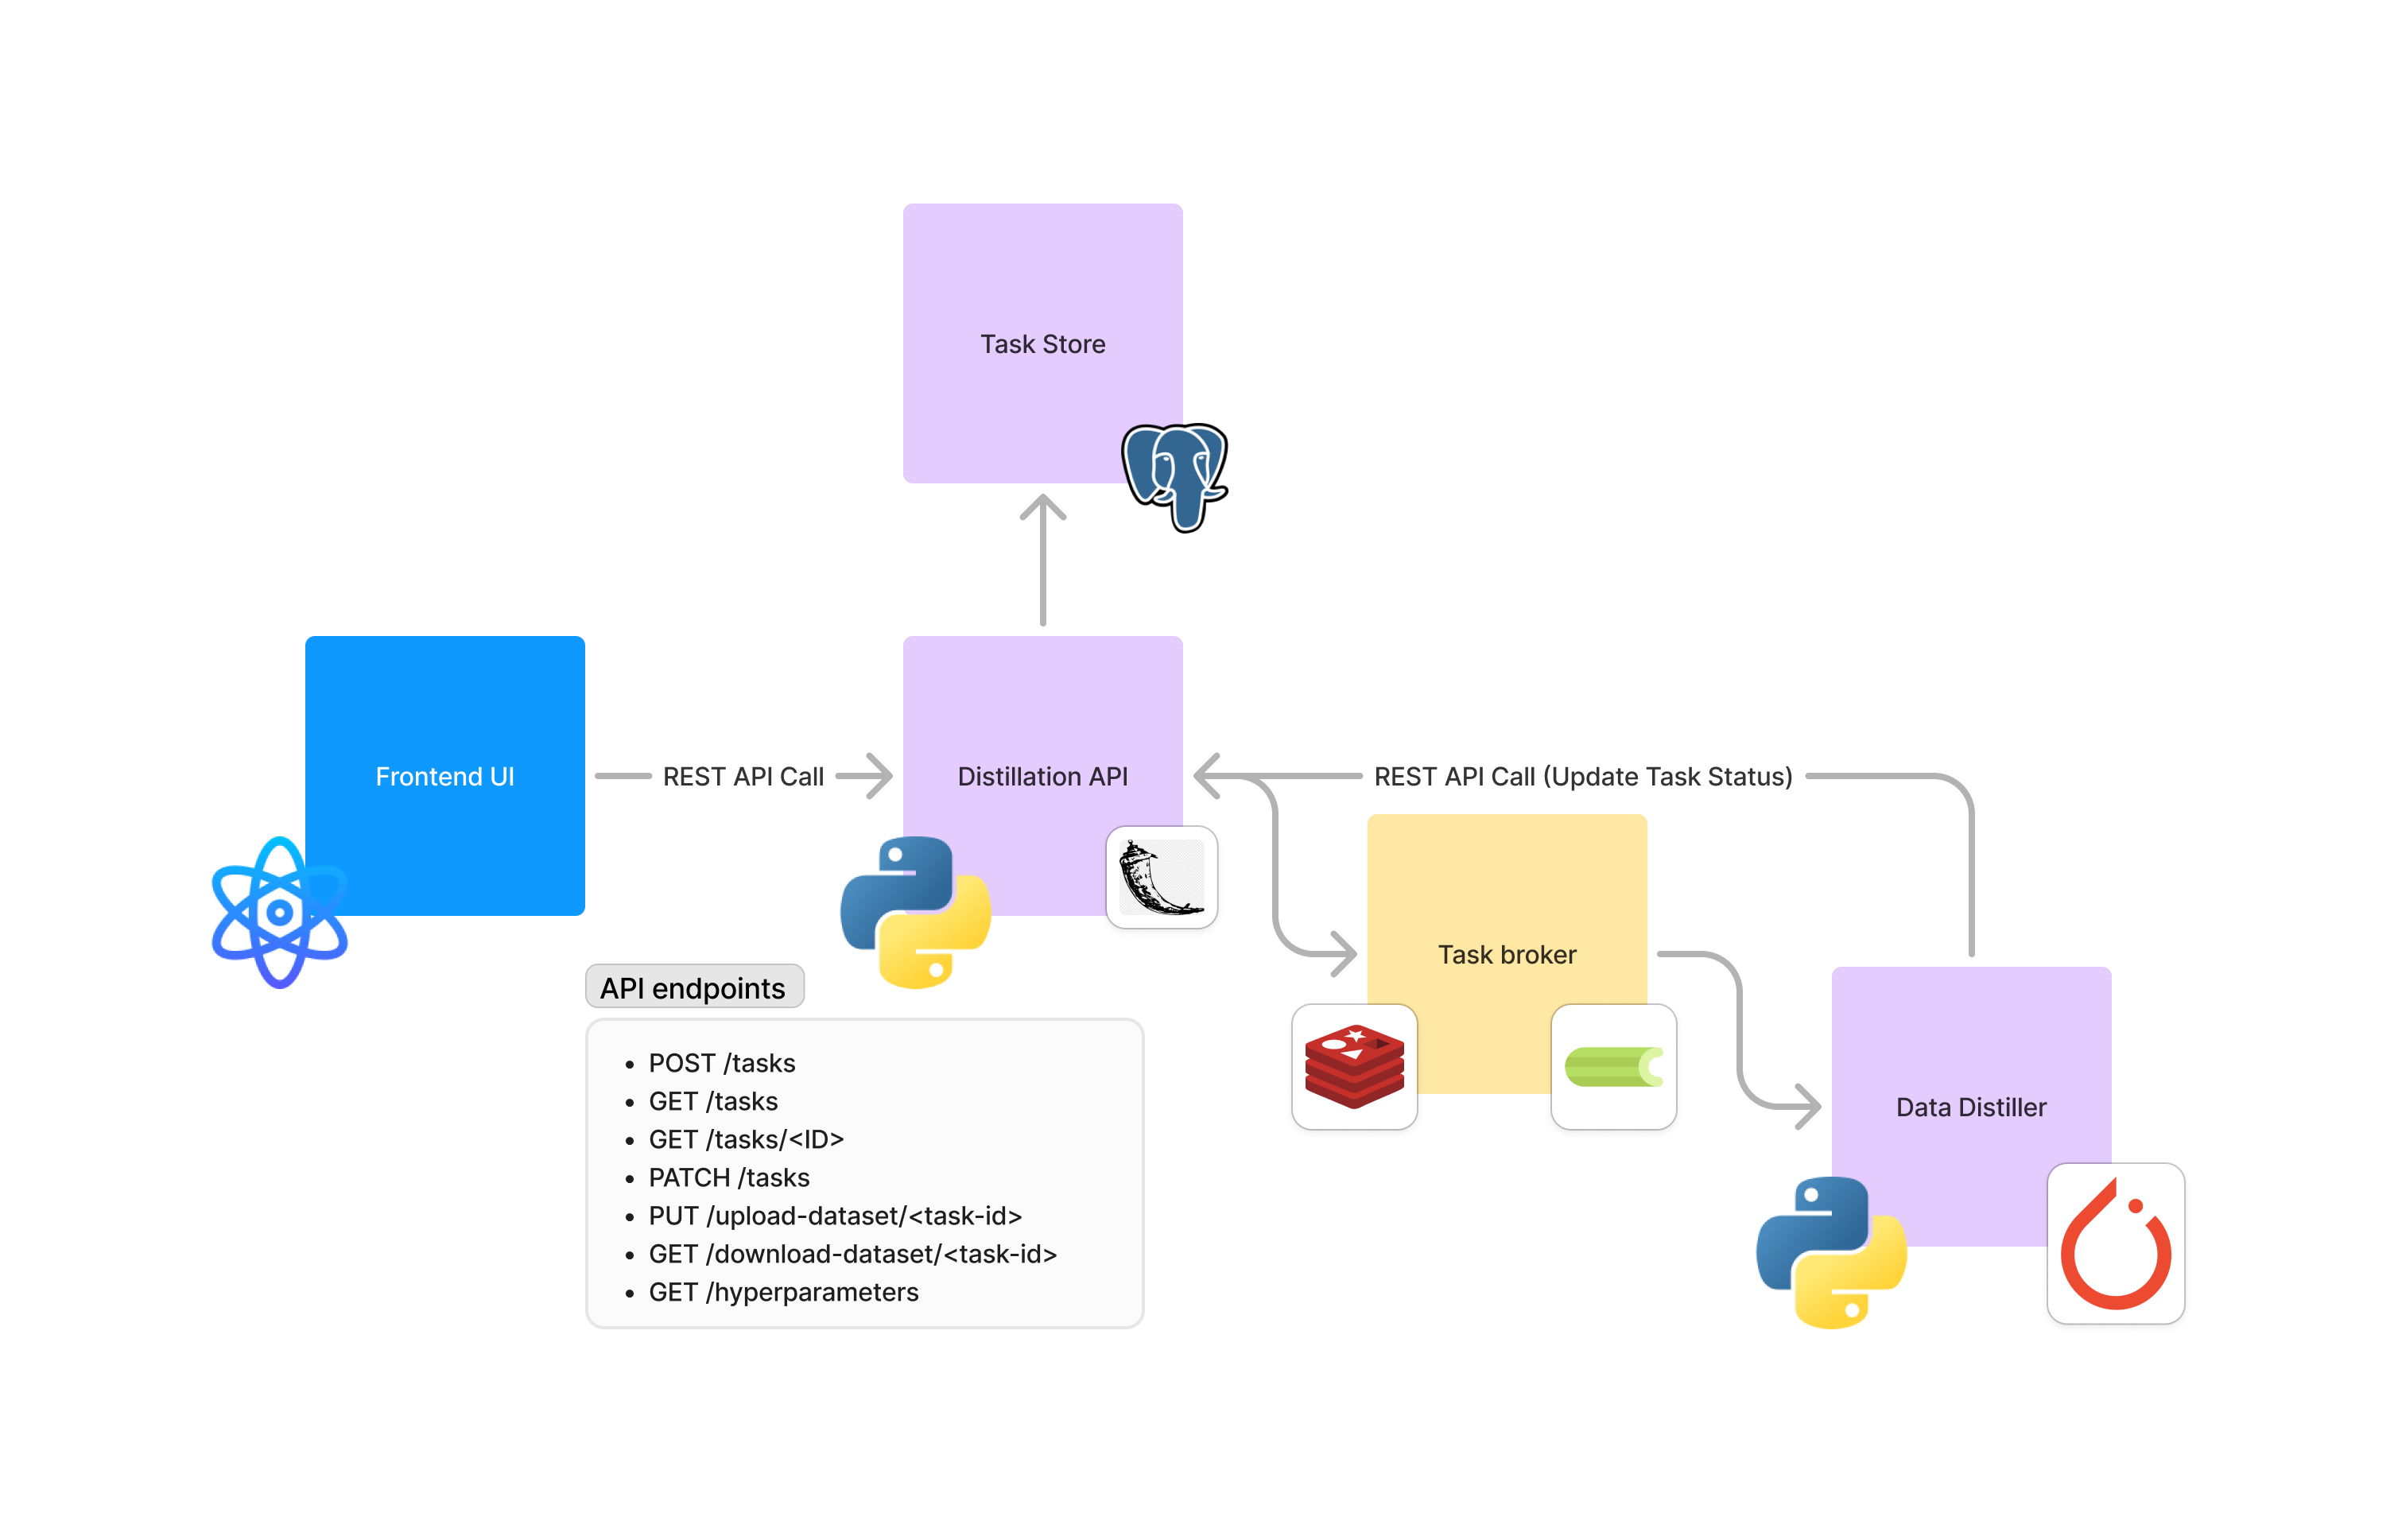 Task Store
Frontend UI
REST API Call
Distillation API
REST API Call (Update Task Status)
Task broker
Data Distiller
API endpoints
• POST /tasks
• GET /tasks
• GET /tasks/<ID>
• PATCH /tasks
• PUT /upload-dataset/<task-id>
• GET /download-dataset/<task-id>
• GET /hyperparameters